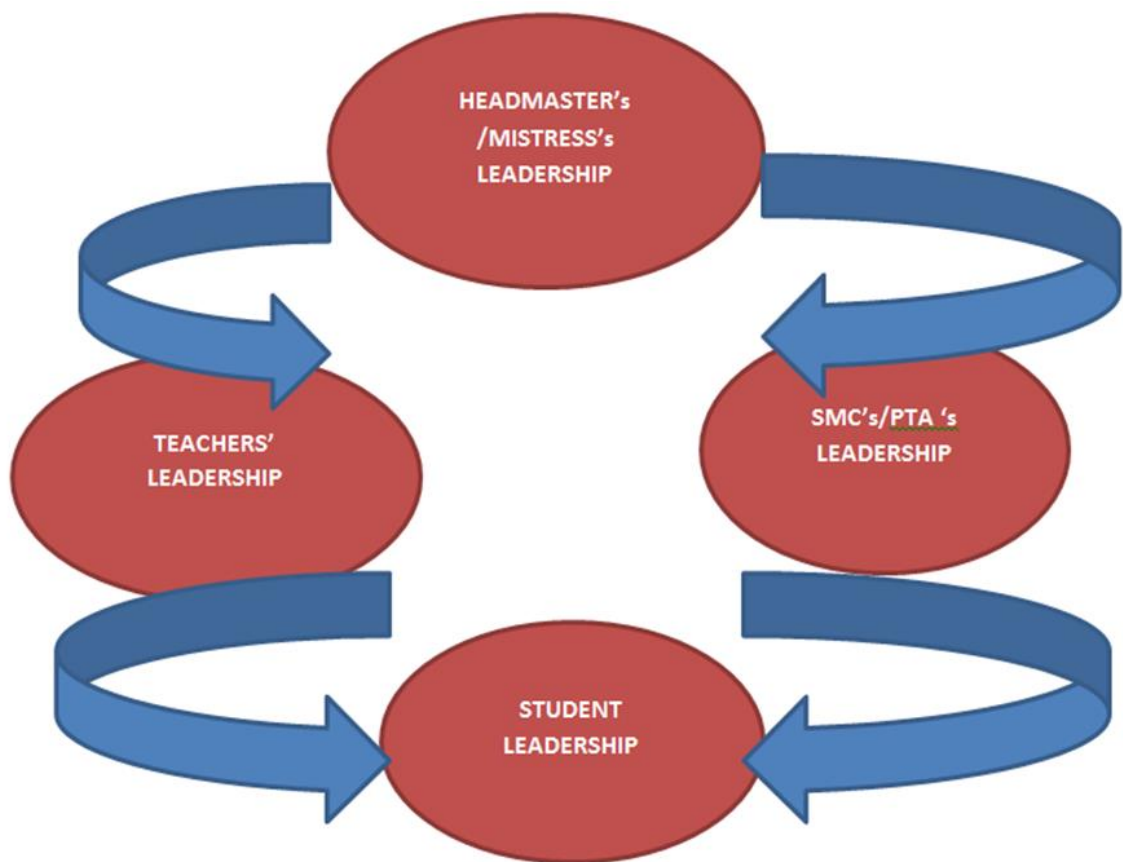 HEADMASTER's
/MISTRESS's
LEADERSHIP
TEACHERS'
LEADERSHIP
SMC's/PTA 's
LEADERSHIP
STUDENT
LEADERSHIP